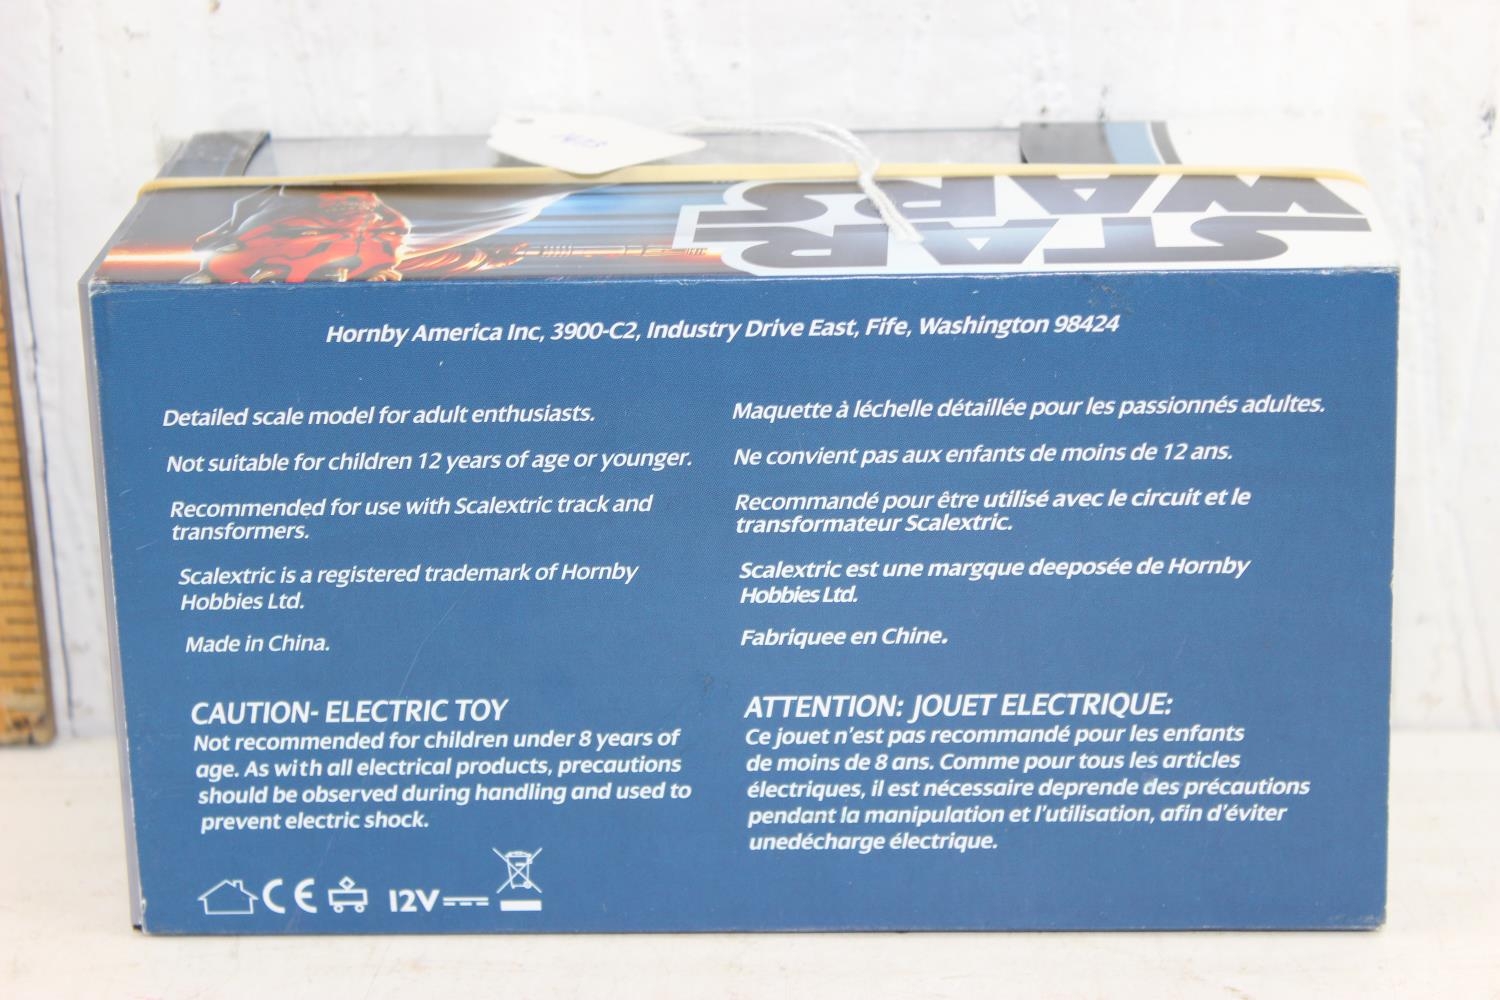 STAR
WARS
Hornby America Inc, 3900-C2, Industry Drive East, Fife, Washington 98424
Detailed scale model for adult enthusiasts.
Not suitable for children 12 years of age or younger.
Recommended for use with Scalextric track and
transformers.
Scalextric is a registered trademark of Hornby
Hobbies Ltd.
Made in China.
CAUTION- ELECTRIC TOY
Not recommended for children under 8 years of
age. As with all electrical products, precautions
should be observed during handling and used to
prevent electric shock.
CE 12V
Maquette à léchelle détaillée pour les passionnés adultes.
Ne convient pas aux enfants de moins de 12 ans.
Recommandé pour être utilisé avec le circuit et le
transformateur Scalextric.
Scalextric est une margque deeposée de Hornby
Hobbies Ltd.
Fabriquee en Chine.
ATTENTION: JOUET ELECTRIQUE:
Ce jouet n'est pas recommandé pour les enfants
de moins de 8 ans. Comme pour tous les articles
électriques, il est nécessaire deprende des précautions
pendant la manipulation et l'utilisation, afin d'éviter
unedécharge électrique.